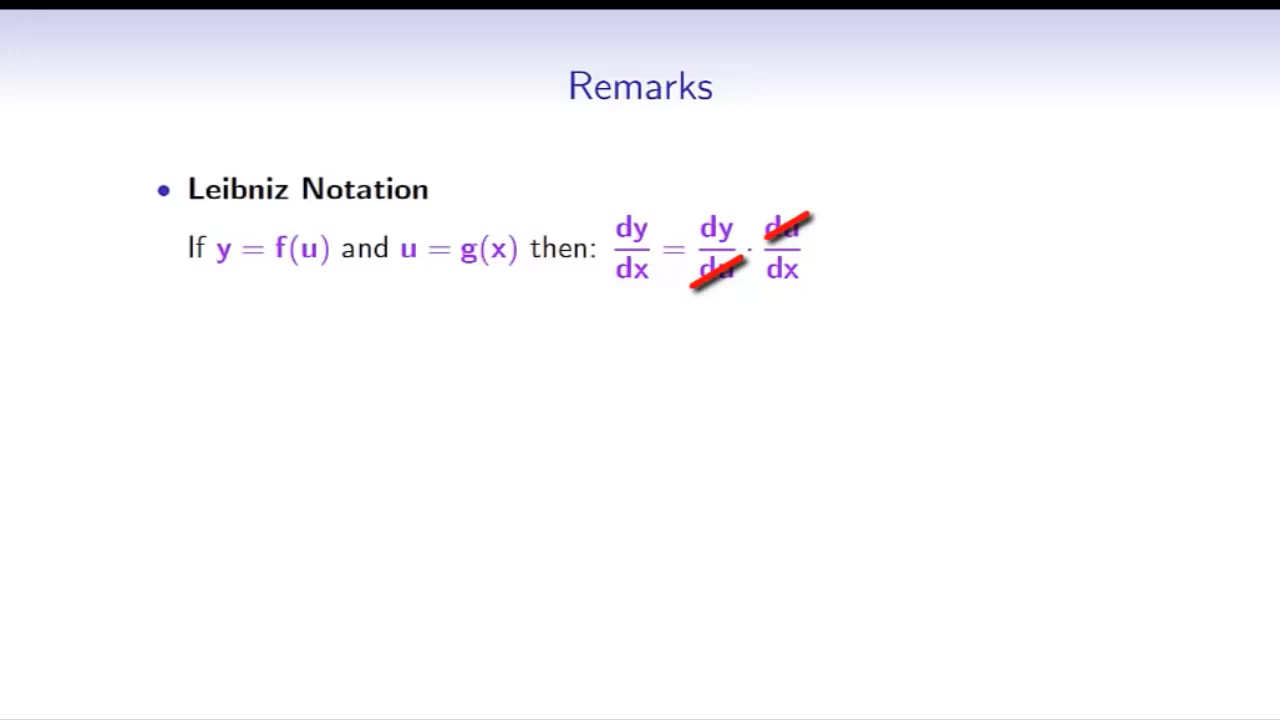 Remarks
• Leibniz Notation
If y = f(u) and u = g(x) then: dy/dx = dy/du · du/dx